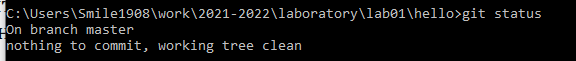 C:\Users\Smile1908\work\2021-2022\laboratory\lab01\hello>git status
On branch master
nothing to commit, working tree clean